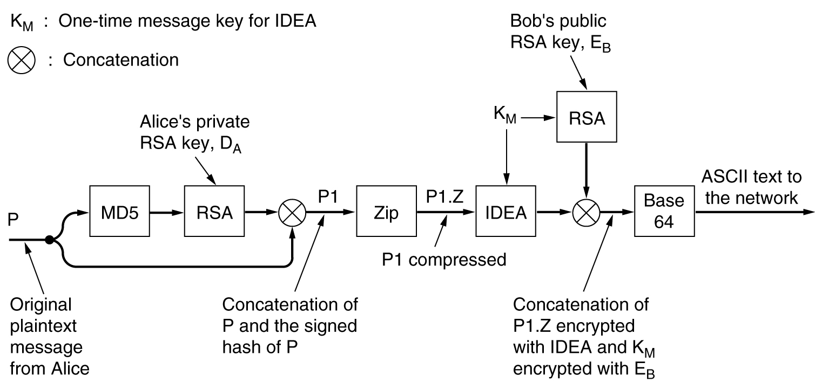 K_M : One-time message key for IDEA
: Concatenation
Bob's public
RSA key, E_B
Alice's private
RSA key, D_A
K_M
RSA
P
MD5
RSA
P1
Zip
P1.Z
IDEA
Base
64
ASCII text to
the network
P1 compressed
Original
plaintext
message
from Alice
Concatenation of
P and the signed
hash of P
Concatenation of
P1.Z encrypted
with IDEA and K_M
encrypted with E_B